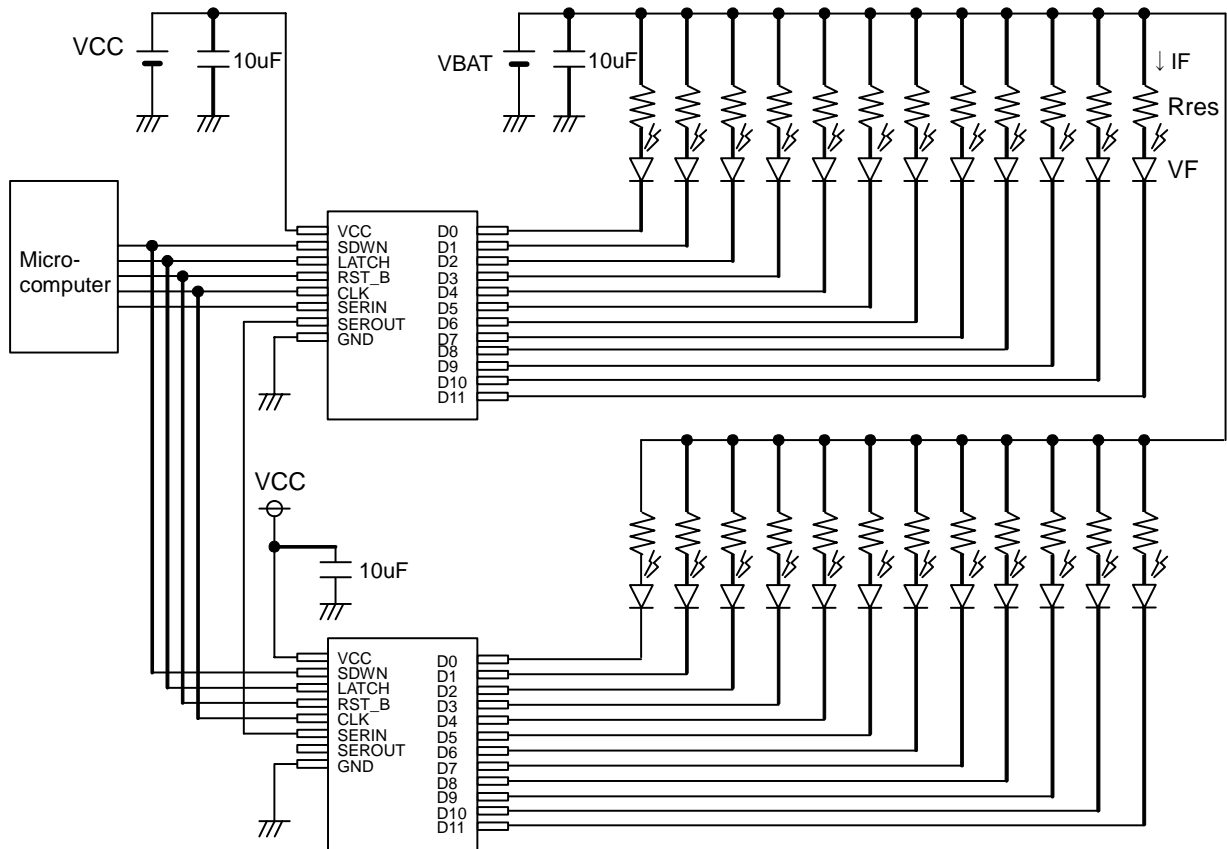 VCC
10uF
VBAT
10uF
↓ IF
Rres
VF
Micro-
computer
VCC
SDWN
LATCH
RST_B
CLK
SERIN
SEROUT
GND
D0
D1
D2
D3
D4
D5
D6
D7
D8
D9
D10
D11
VCC
10uF
VCC
SDWN
LATCH
RST_B
CLK
SERIN
SEROUT
GND
D0
D1
D2
D3
D4
D5
D6
D7
D8
D9
D10
D11